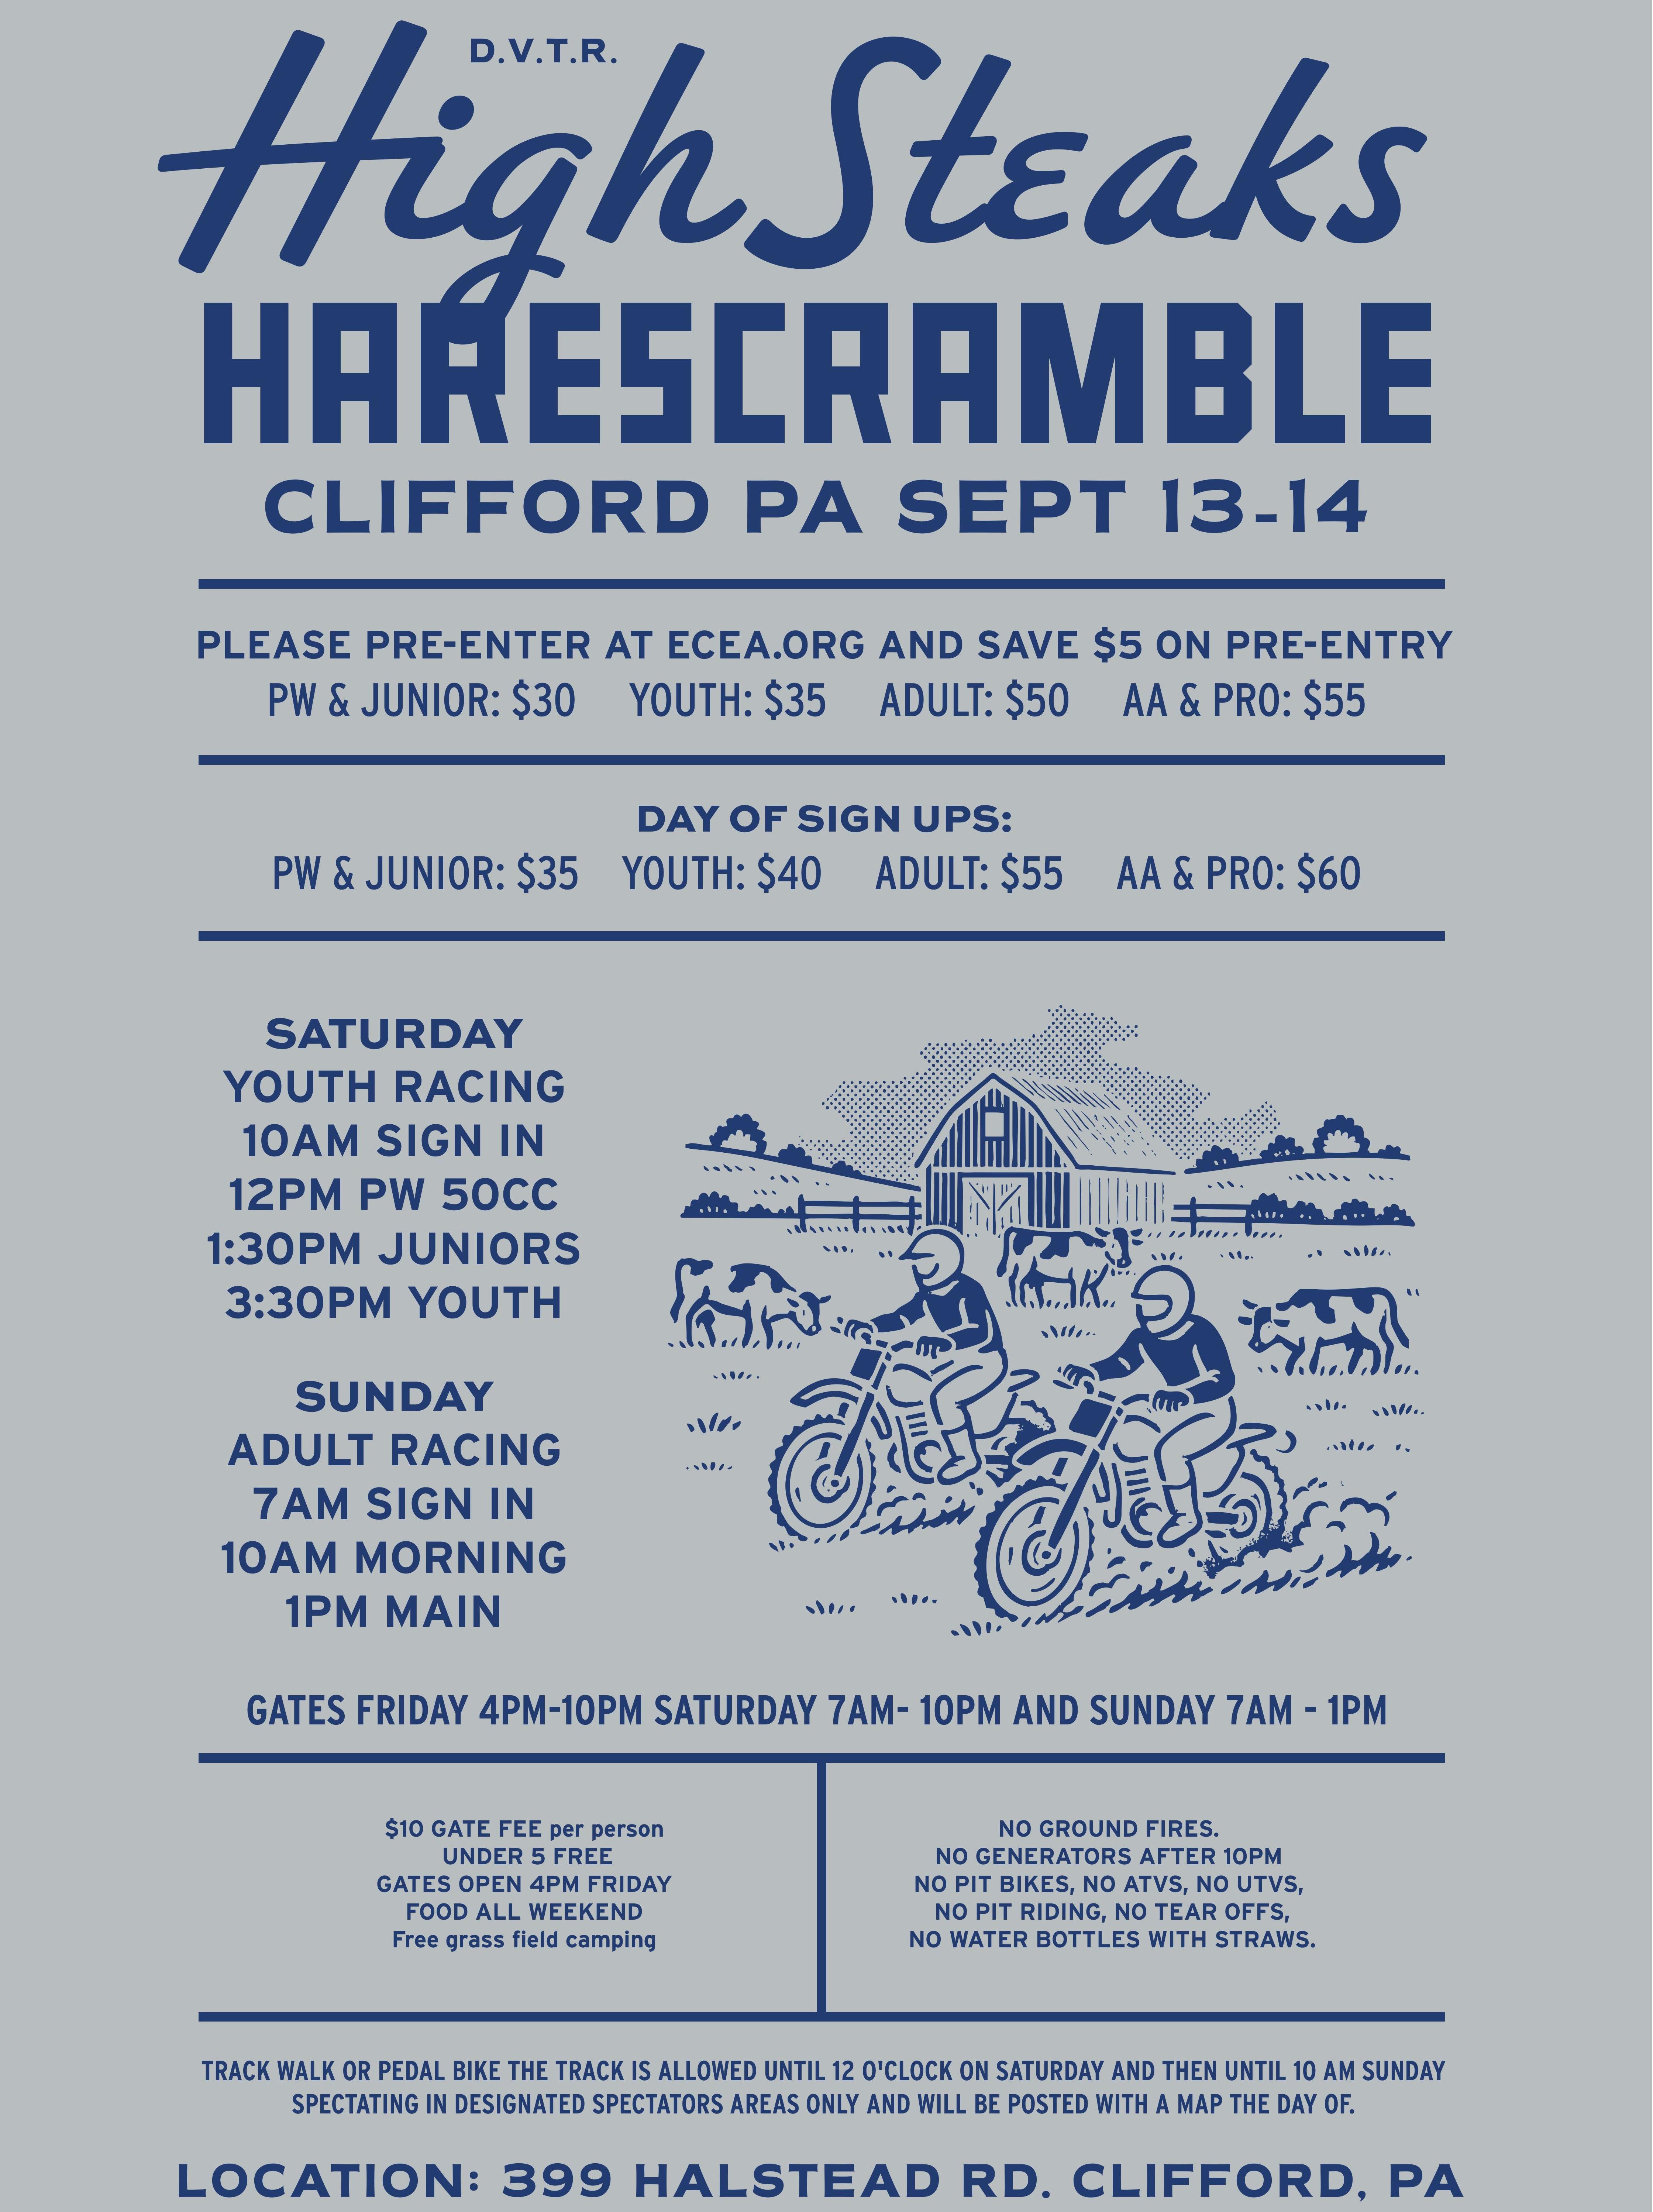 D.V.T.R.
High Steaks
HARESCRAMBLE
CLIFFORD PA SEPT 13-14
PLEASE PRE-ENTER AT ECEA.ORG AND SAVE $5 ON PRE-ENTRY
PW & JUNIOR: $30 YOUTH: $35 ADULT: $50 AA & PRO: $55
DAY OF SIGN UPS:
PW & JUNIOR: $35 YOUTH: $40 ADULT: $55 AA & PRO: $60
SATURDAY
YOUTH RACING
10AM SIGN IN
12PM PW 50CC
1:30PM JUNIORS
3:30PM YOUTH
SUNDAY
ADULT RACING
7AM SIGN IN
10AM MORNING
1PM MAIN
GATES FRIDAY 4PM-10PM SATURDAY 7AM- 10PM AND SUNDAY 7AM - 1PM
$10 GATE FEE per person
UNDER 5 FREE
GATES OPEN 4PM FRIDAY
FOOD ALL WEEKEND
Free grass field camping
NO GROUND FIRES.
NO GENERATORS AFTER 10PM
NO PIT BIKES, NO ATVS, NO UTVS,
NO PIT RIDING, NO TEAR OFFS,
NO WATER BOTTLES WITH STRAWS.
TRACK WALK OR PEDAL BIKE THE TRACK IS ALLOWED UNTIL 12 O'CLOCK ON SATURDAY AND THEN UNTIL 10 AM SUNDAY
SPECTATING IN DESIGNATED SPECTATORS AREAS ONLY AND WILL BE POSTED WITH A MAP THE DAY OF.
LOCATION: 399 HALSTEAD RD. CLIFFORD, PA